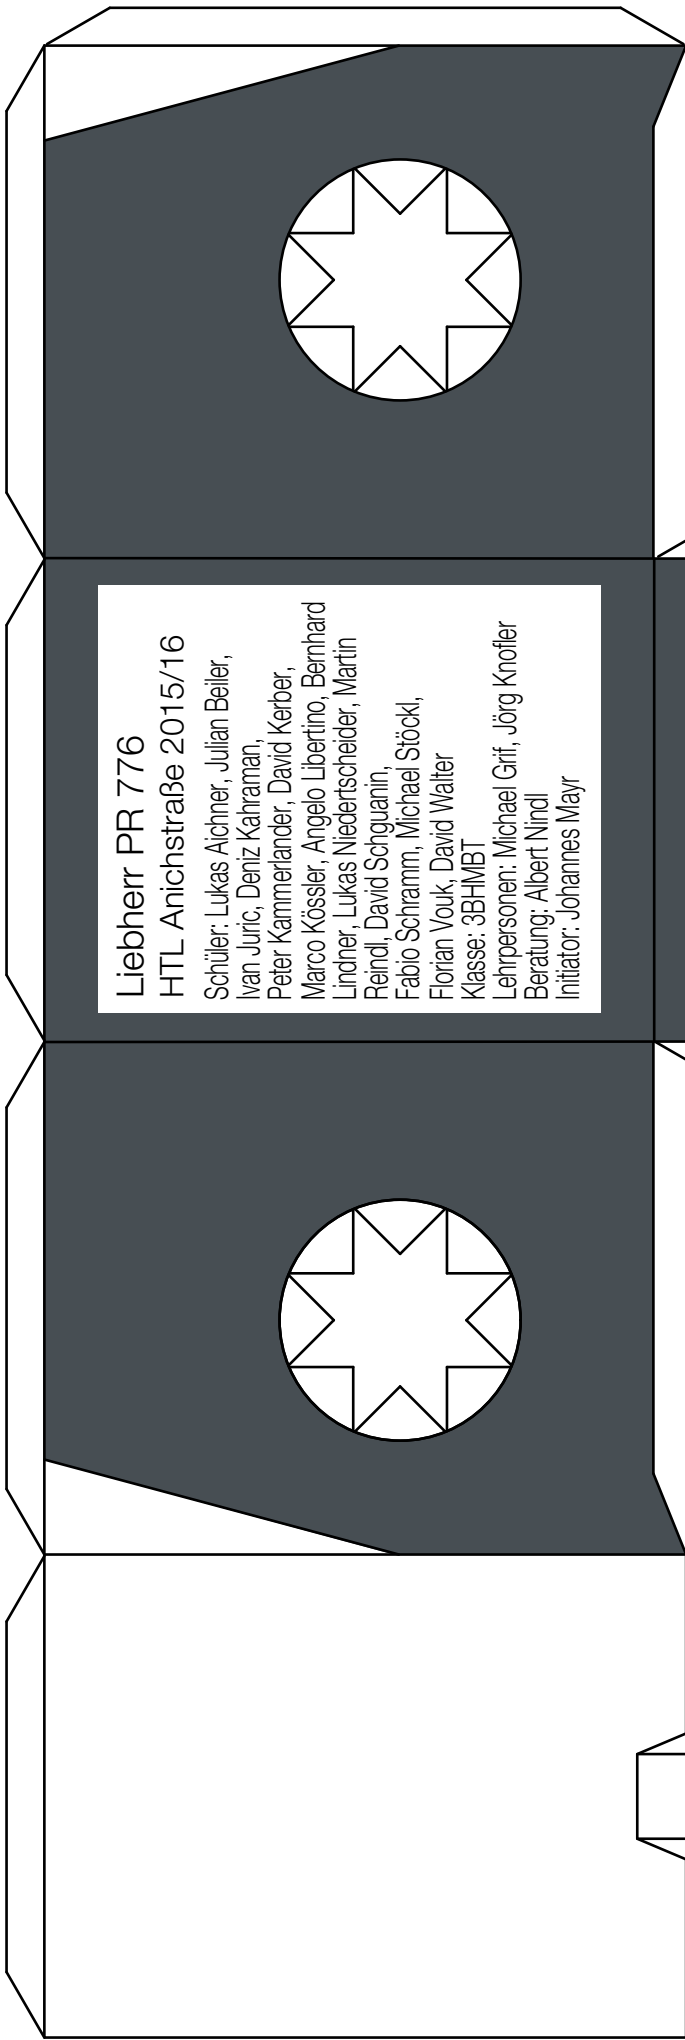 Liebherr PR 776
HTL Anichstraße 2015/16
Schüler: Lukas Aichner, Julian Beiler,
Ivan Juric, Deniz Kahraman,
Peter Kammerlander, David Kerber,
Marco Kössler, Angelo Libertino, Bernhard
Lindner, Lukas Niedertscheider, Martin
Reindl, David Schguanin,
Fabio Schramm, Michael Stöckl,
Florian Vouk, David Walter
Klasse: 3BHMBT
Lehrpersonen: Michael Grif, Jörg Knofler
Beratung: Albert Nindl
Initiator: Johannes Mayr